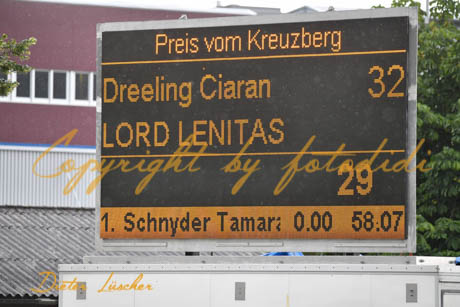 Preis vom Kreuzberg
Dreeling Ciaran 32
LORD LENITAS
Copyright by fotodidi
29
1. Schnyder Tamara 0.00 58.07
Dieter Lüscher